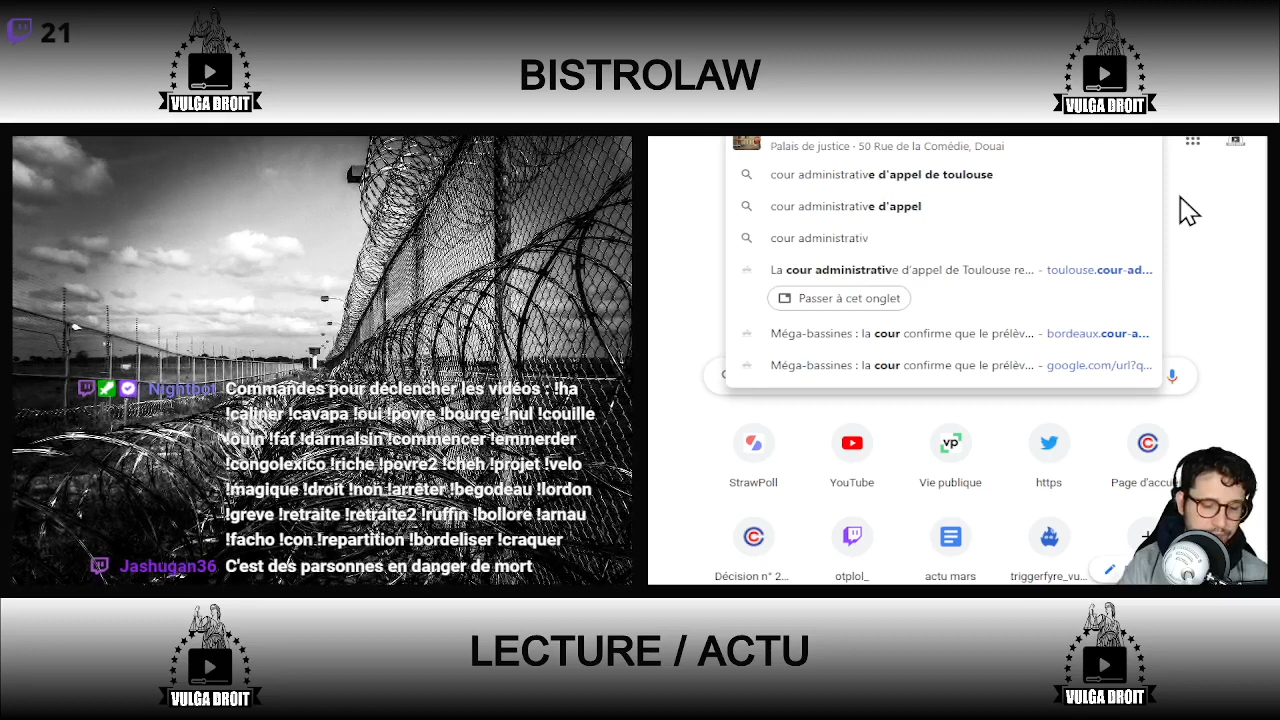 21
VULGA DROIT
BISTROLAW
VULGA DROIT
Palais de justice · 50 Rue de la Comédie, Douai
cour administrative d'appel de toulouse
cour administrative d'appel
cour administrativ
La cour administrative d'appel de Toulouse re... - toulouse.cour-ad...
Passer à cet onglet
Méga-bassines : la cour confirme que le prélèv... - bordeaux.cour-a...
Méga-bassines : la cour confirme que le prélèv... - google.com/url?q...
StrawPoll
YouTube
vp
Vie publique
https
Page d'accue
Décision n° 2...
otplol_
actu mars
triggerfyre_vu...
Nightbot Commandes pour déclencher les vidéos : !ha
!caliner !cavapa !oui !povre !bourge !nul !couille
!ouin !faf !darmalsin !commencer !emmerder
!congolexico !riche !povre2 !cheh !projet !velo
!magique !droit !non !arrêter !begodeau !lordon
!greve !retraite !retraite2 !ruffin !bollore !arnau
!facho !con !repartition !bordeliser !craquer
Jashugan36 C'est des parsonnes en danger de mort
VULGA DROIT
LECTURE / ACTU
VULGA DROIT